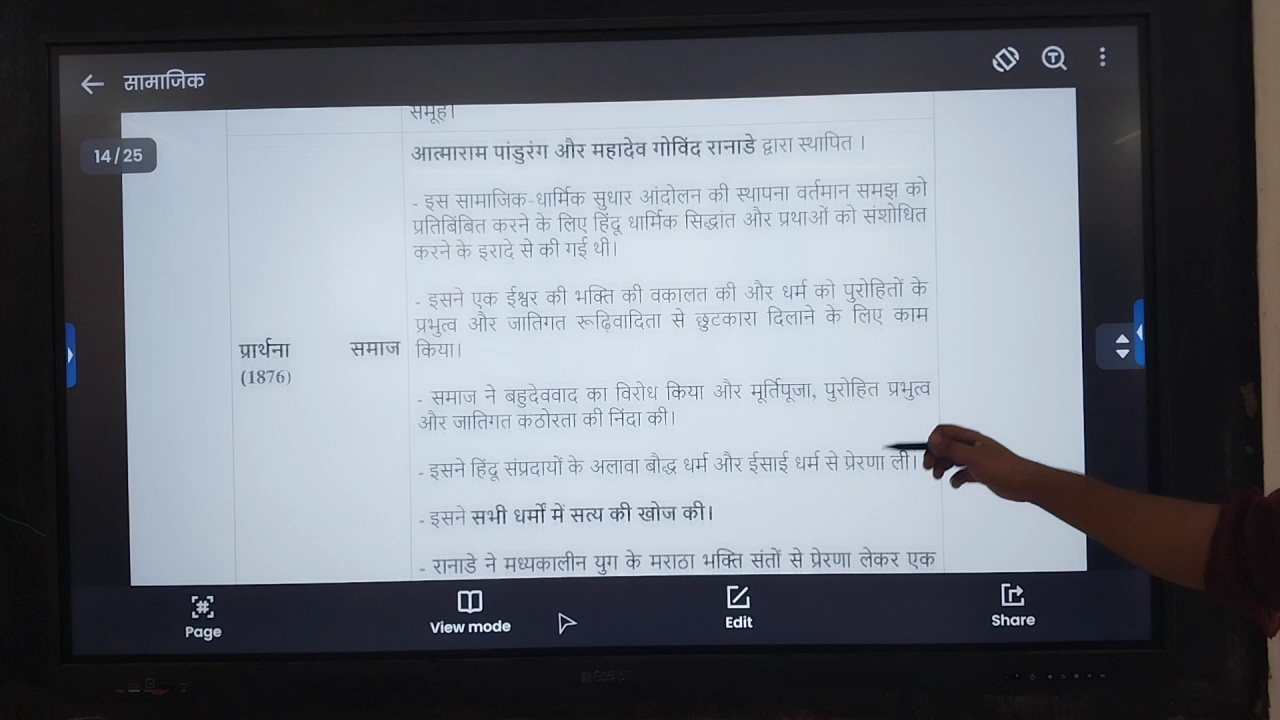 सामाजिक
14/25
समूह।
आत्माराम पांडुरंग और महादेव गोविंद रानाडे द्वारा स्थापित ।
- इस सामाजिक-धार्मिक सुधार आंदोलन की स्थापना वर्तमान समझ को
प्रतिबिंबित करने के लिए हिंदू धार्मिक सिद्धांत और प्रथाओं को संशोधित
करने के इरादे से की गई थी।
- इसने एक ईश्वर की भक्ति की वकालत की और धर्म को पुरोहितों के
प्रभुत्व और जातिगत रूढ़िवादिता से छुटकारा दिलाने के लिए काम
किया।
प्रार्थना समाज
(1876)
- समाज ने बहुदेववाद का विरोध किया और मूर्तिपूजा, पुरोहित प्रभुत्व
और जातिगत कठोरता की निंदा की।
- इसने हिंदू संप्रदायों के अलावा बौद्ध धर्म और ईसाई धर्म से प्रेरणा ली।
- इसने सभी धर्मों में सत्य की खोज की।
- रानाडे ने मध्यकालीन युग के मराठा भक्ति संतों से प्रेरणा लेकर एक
Page
View mode
Edit
Share